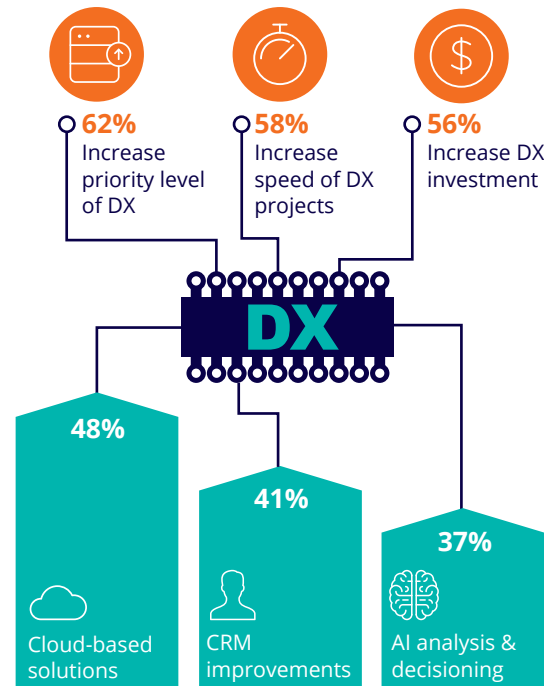 $
62%
Increase
priority level
of DX
58%
Increase
speed of DX
projects
56%
Increase DX
investment
DX
48%
Cloud-based
solutions
41%
CRM
improvements
37%
AI analysis &
decisioning